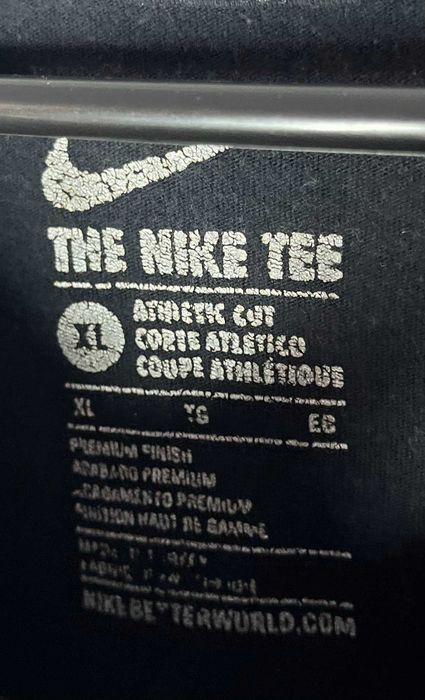 THE NIKE TEE
XL
ATHLETIC CUT
CORTE ATLÉTICO
COUPE ATHLÉTIQUE
XL TG EG
PREMIUM FINISH
ACABADO PREMIUM
ACABAMENTO PREMIUM
FINITION HAUT DE GAMME
NIKEBETTERWORLD.COM